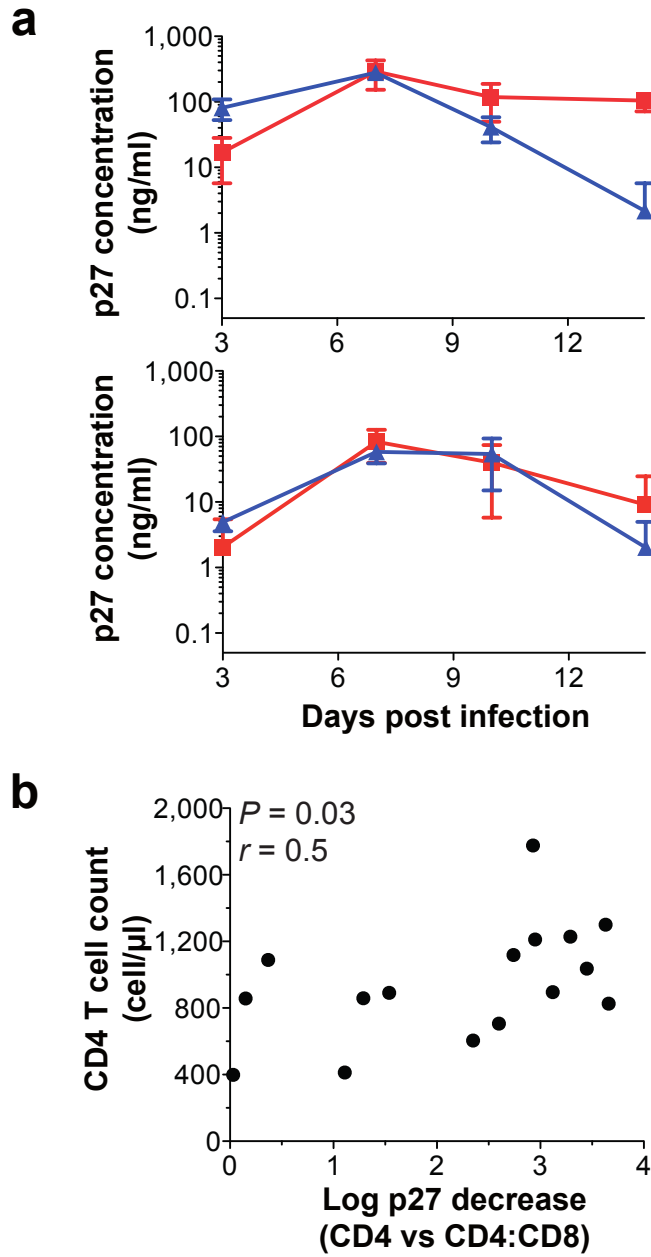 a
p27 concentration
(ng/ml)
1,000
100
10
1
0.1
3
6
9
12
p27 concentration
(ng/ml)
1,000
100
10
1
0.1
3
6
9
12
Days post infection
b
CD4 T cell count
(cell/µl)
2,000
1,600
1,200
800
400
0
P = 0.03
r = 0.5
0
1
2
3
4
Log p27 decrease
(CD4 vs CD4:CD8)